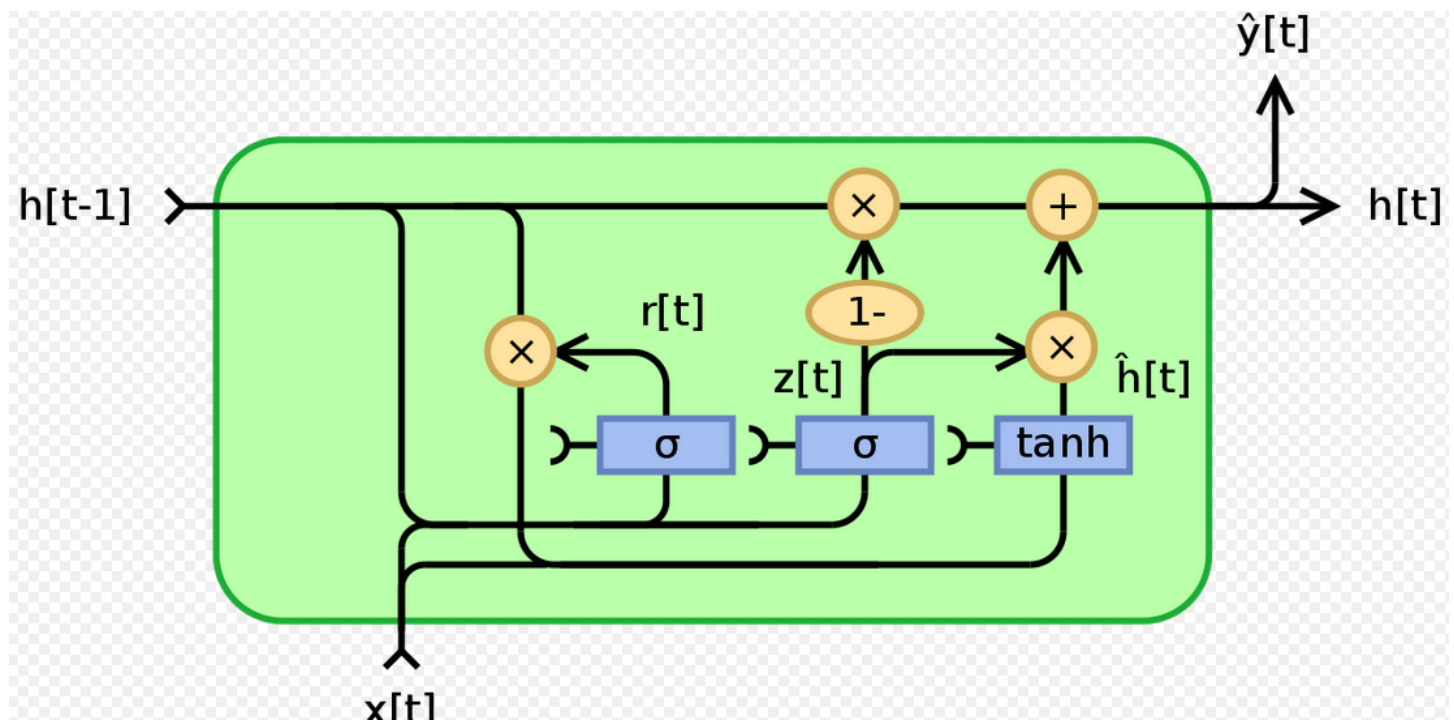 ŷ[t]
h[t-1]
×
+
h[t]
r[t]
1-
×
z[t]
×
ĥ[t]
σ
σ
tanh
x[t]